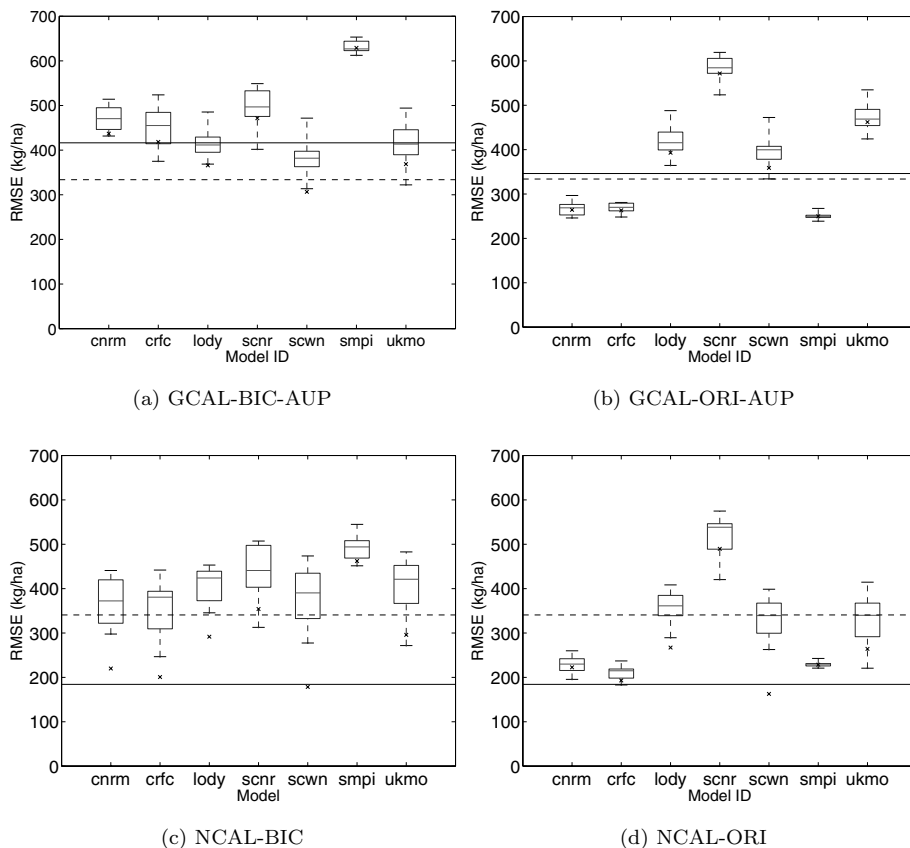 700
600
500
400
300
200
100
0
RMSE (kg/ha)
cnrm crfc lody scnr scwn smpi ukmo
Model ID
(a) GCAL-BIC-AUP
700
600
500
400
300
200
100
0
RMSE (kg/ha)
cnrm crfc lody scnr scwn smpi ukmo
Model ID
(b) GCAL-ORI-AUP
700
600
500
400
300
200
100
0
RMSE (kg/ha)
cnrm crfc lody scnr scwn smpi ukmo
Model
(c) NCAL-BIC
700
600
500
400
300
200
100
0
RMSE (kg/ha)
cnrm crfc lody scnr scwn smpi ukmo
Model ID
(d) NCAL-ORI